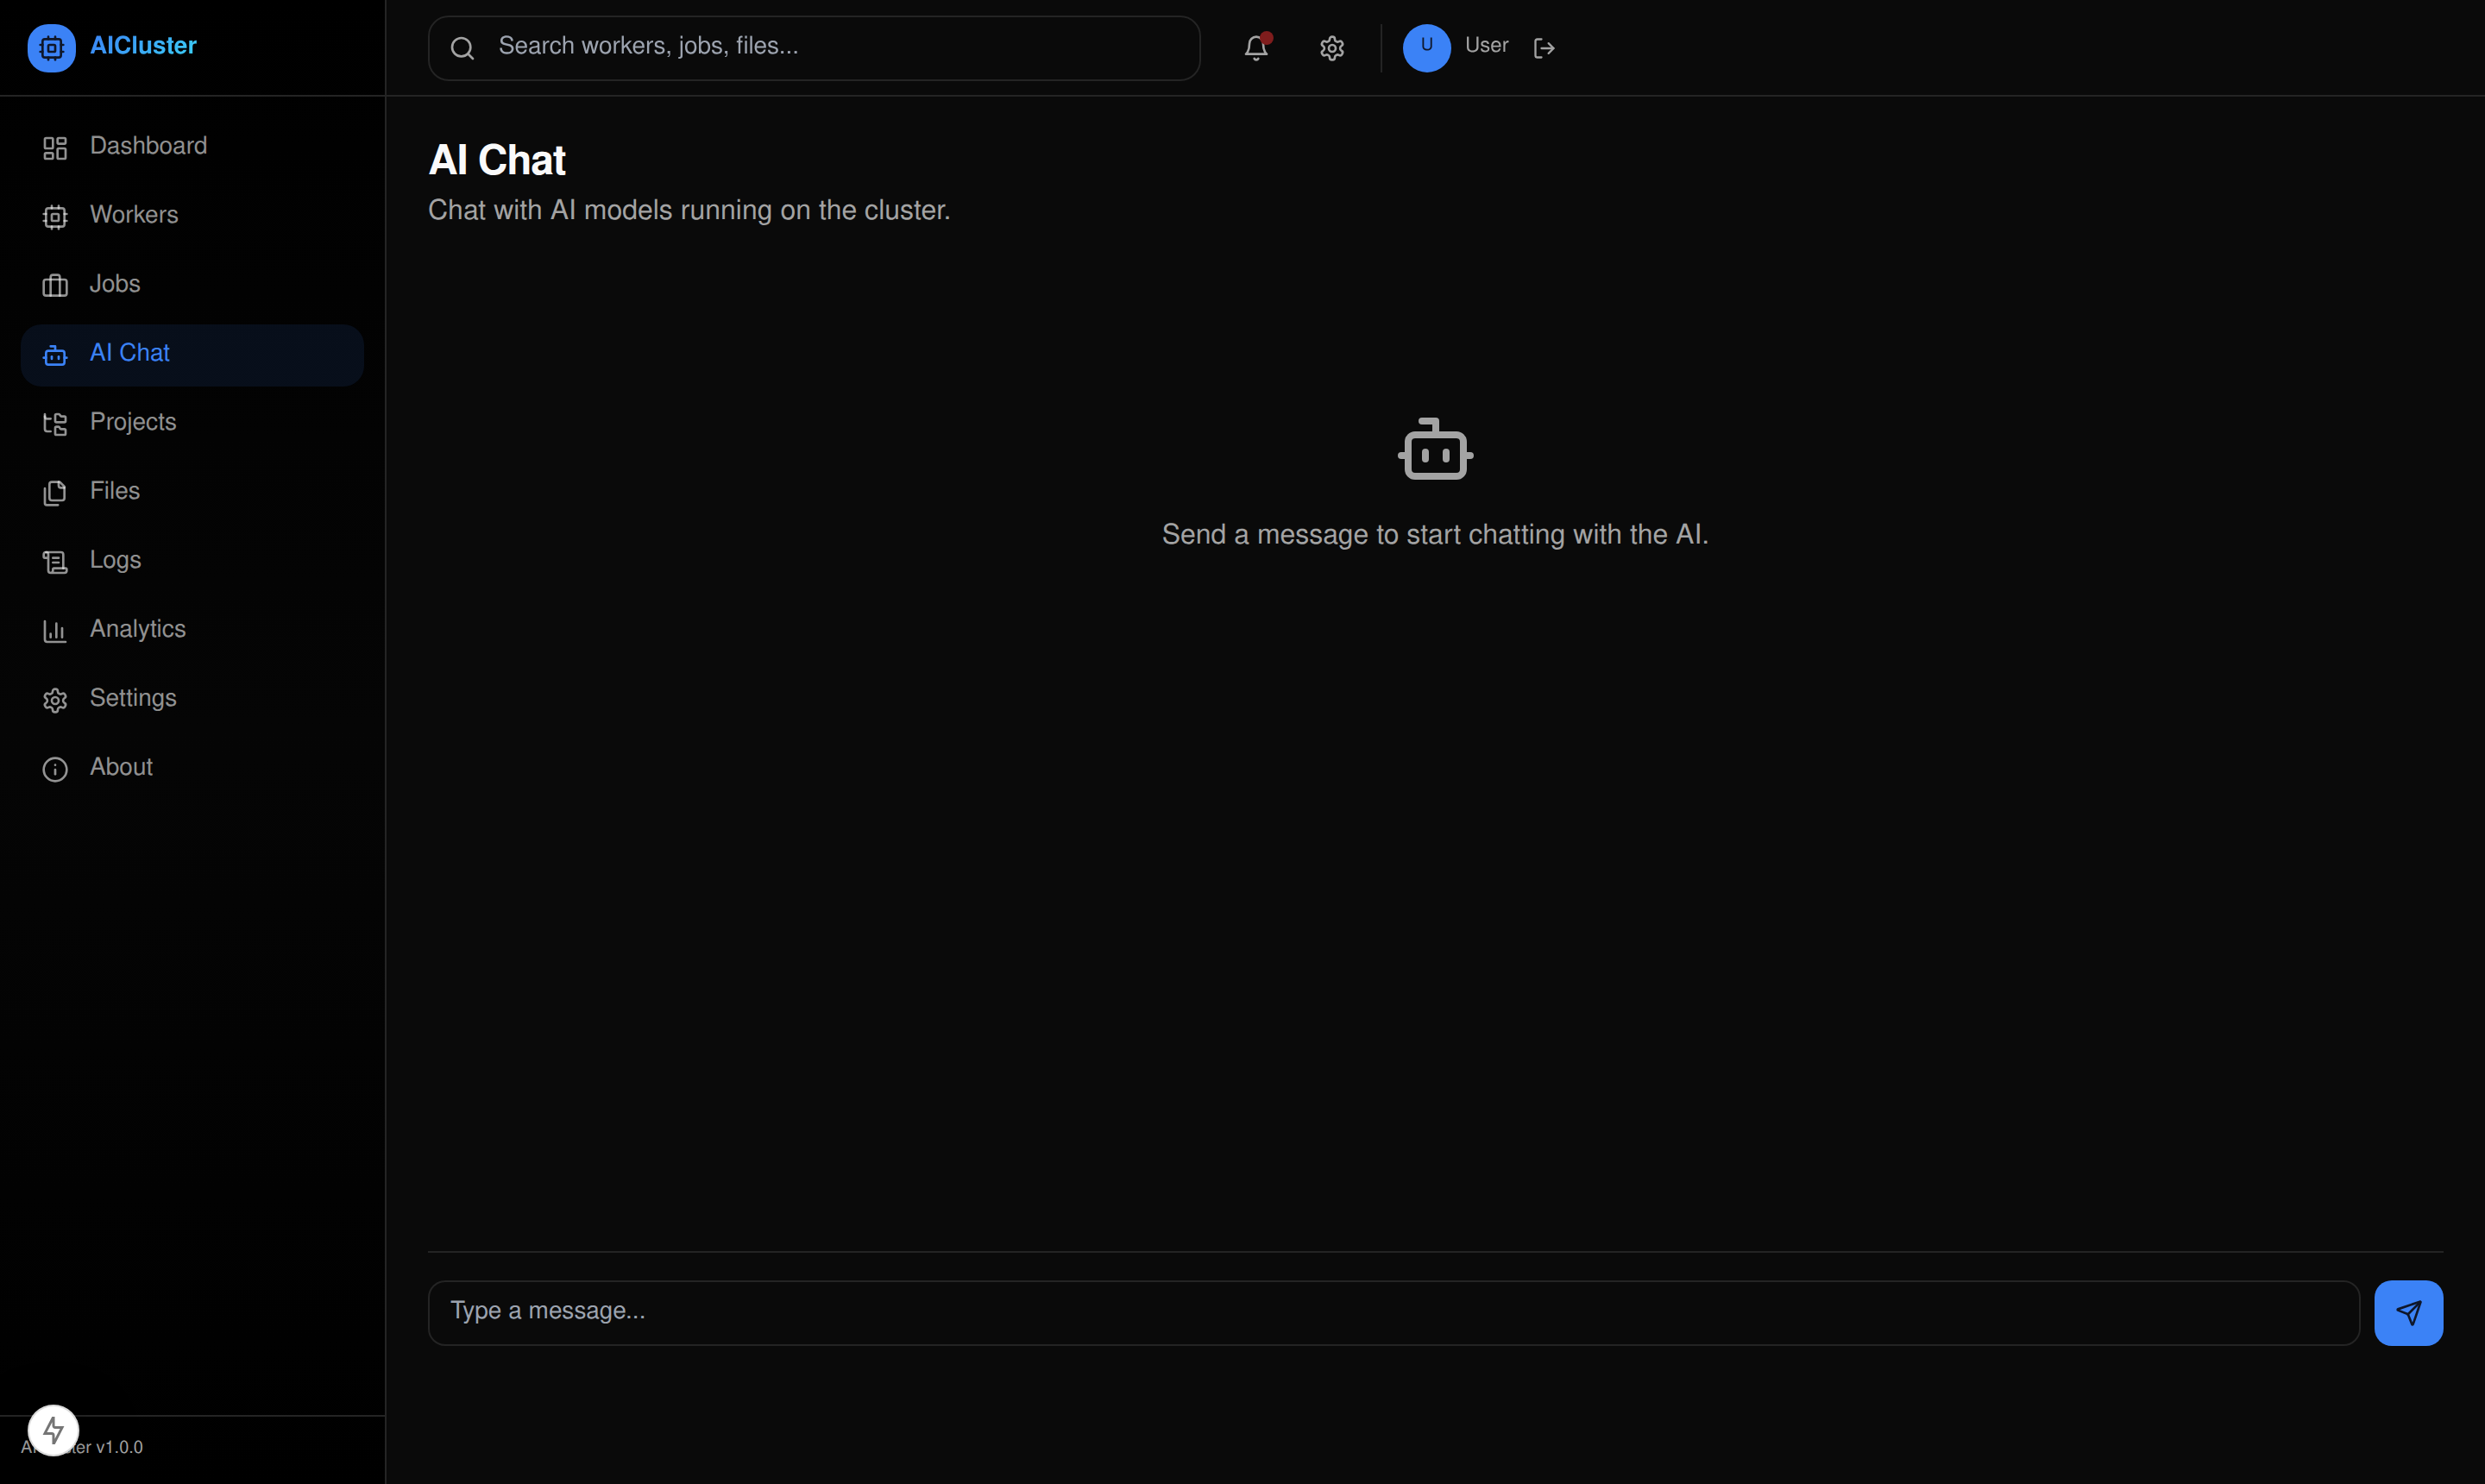 AICluster
Search workers, jobs, files...
U
User
Dashboard
Workers
Jobs
AI Chat
Projects
Files
Logs
Analytics
Settings
About
AI Chat
Chat with AI models running on the cluster.
Send a message to start chatting with the AI.
Type a message...
v1.0.0